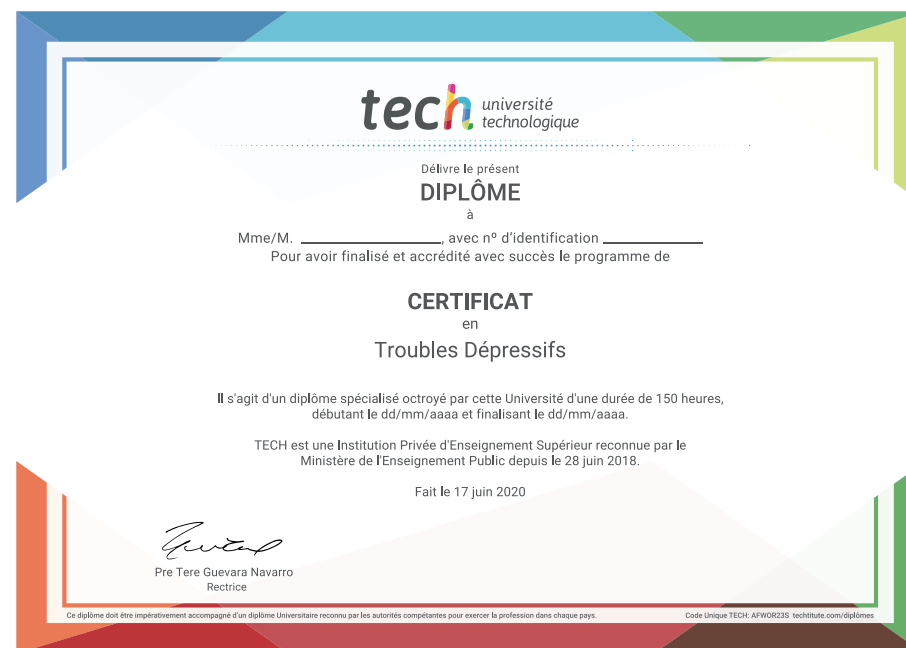 tech université
technologique
Délivre le présent
DIPLÔME
à
Mme/M. ____________________, avec nº d'identification ______________
Pour avoir finalisé et accrédité avec succès le programme de
CERTIFICAT
en
Troubles Dépressifs
Il s'agit d'un diplôme spécialisé octroyé par cette Université d'une durée de 150 heures,
débutant le dd/mm/aaaa et finalisant le dd/mm/aaaa.
TECH est une Institution Privée d'Enseignement Supérieur reconnue par le
Ministère de l'Enseignement Public depuis le 28 juin 2018.
Fait le 17 juin 2020
Pre Tere Guevara Navarro
Rectrice
Ce diplôme doit être impérativement accompagné d'un diplôme Universitaire reconnu par les autorités compétantes pour exercer la profession dans chaque pays. Code Unique TECH: AFWOR23S techtitute.com/diplômes